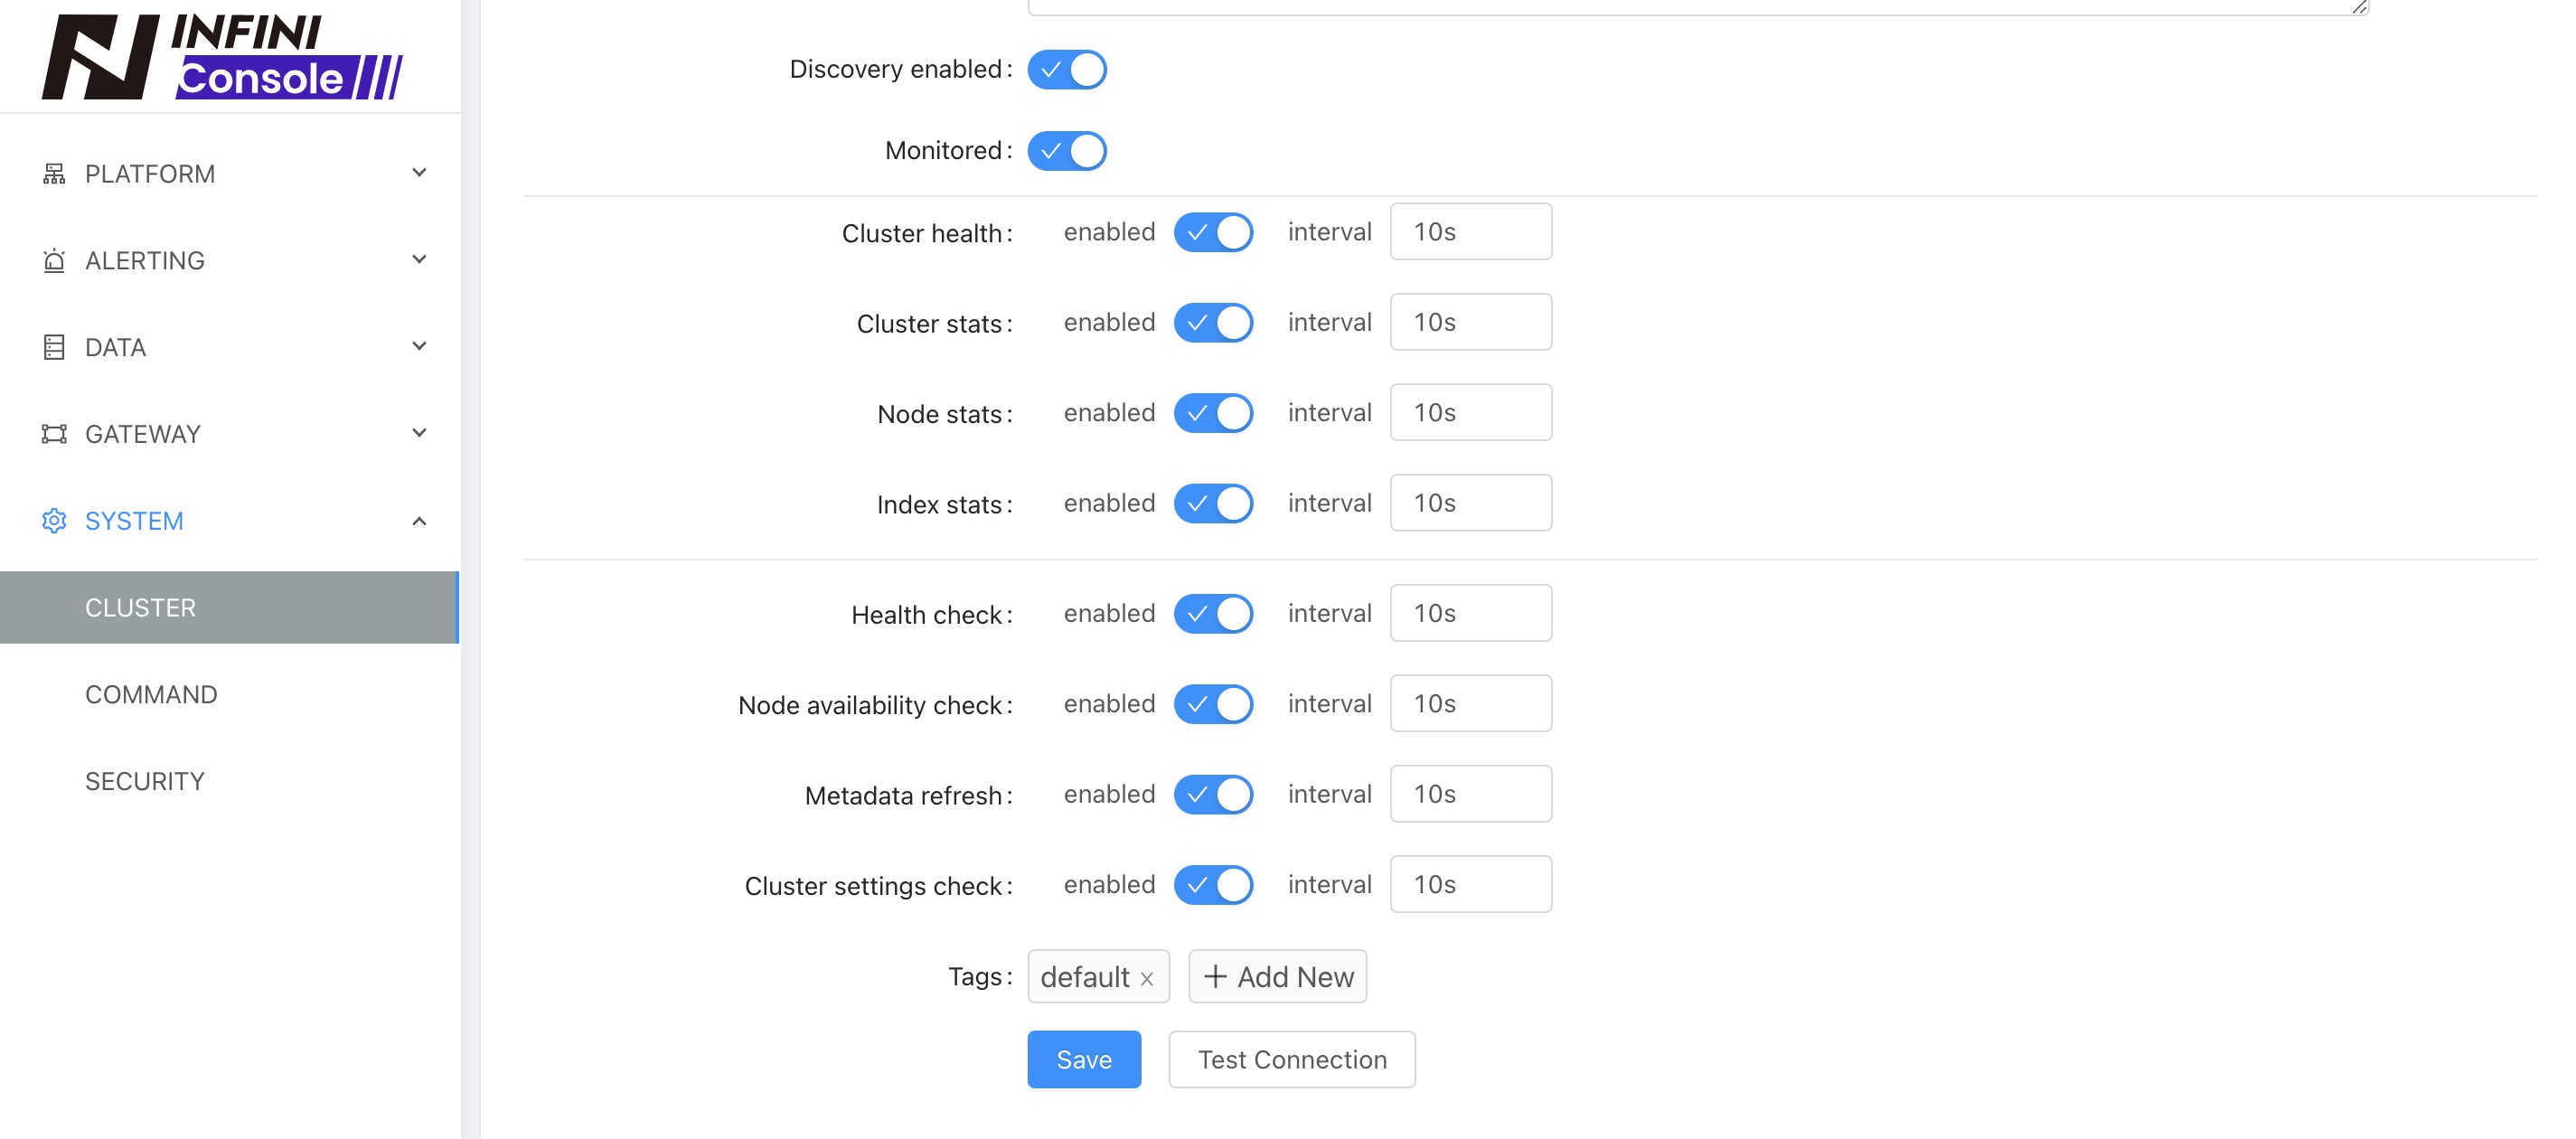 INFINI
Console
PLATFORM
ALERTING
DATA
GATEWAY
SYSTEM
CLUSTER
COMMAND
SECURITY
Discovery enabled:
Monitored:
Cluster health: enabled interval 10s
Cluster stats: enabled interval 10s
Node stats: enabled interval 10s
Index stats: enabled interval 10s
Health check: enabled interval 10s
Node availability check: enabled interval 10s
Metadata refresh: enabled interval 10s
Cluster settings check: enabled interval 10s
Tags: default × + Add New
Save Test Connection